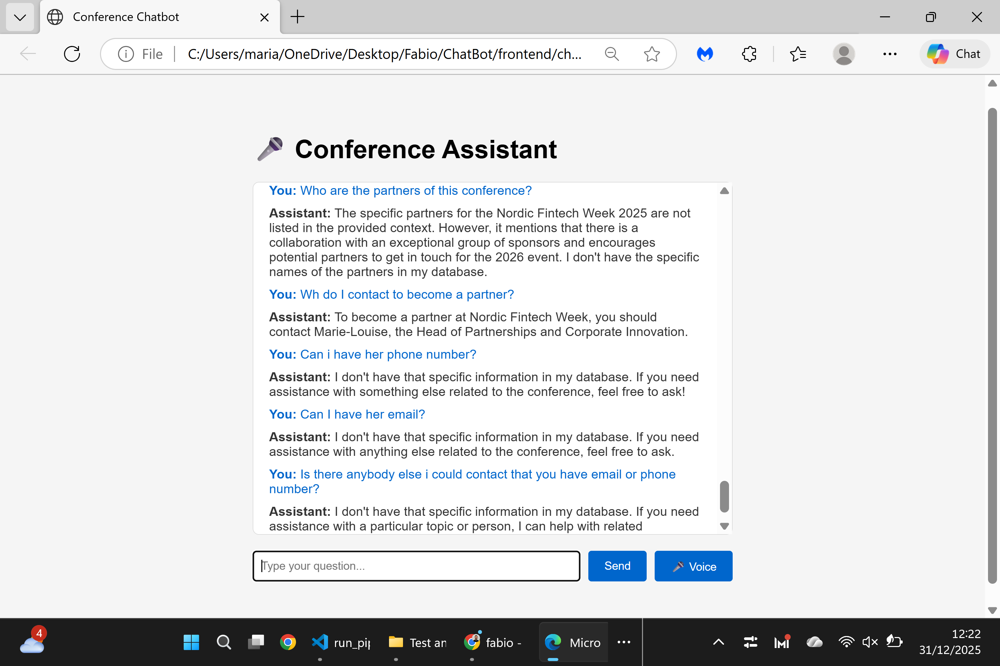 Conference Chatbot
File
C:/Users/maria/OneDrive/Desktop/Fabio/ChatBot/frontend/ch...
Chat
Conference Assistant
You: Who are the partners of this conference?
Assistant: The specific partners for the Nordic Fintech Week 2025 are not
listed in the provided context. However, it mentions that there is a
collaboration with an exceptional group of sponsors and encourages
potential partners to get in touch for the 2026 event. I don't have the specific
names of the partners in my database.
You: Wh do I contact to become a partner?
Assistant: To become a partner at Nordic Fintech Week, you should
contact Marie-Louise, the Head of Partnerships and Corporate Innovation.
You: Can i have her phone number?
Assistant: I don't have that specific information in my database. If you need
assistance with something else related to the conference, feel free to ask!
You: Can I have her email?
Assistant: I don't have that specific information in my database. If you need
assistance with anything else related to the conference, feel free to ask.
You: Is there anybody else i could contact that you have email or phone
number?
Assistant: I don't have that specific information in my database. If you need
assistance with a particular topic or person, I can help with related
Type your question...
Send
Voice
4
run_pip
Test an
fabio -
Micro
12:22
31/12/2025